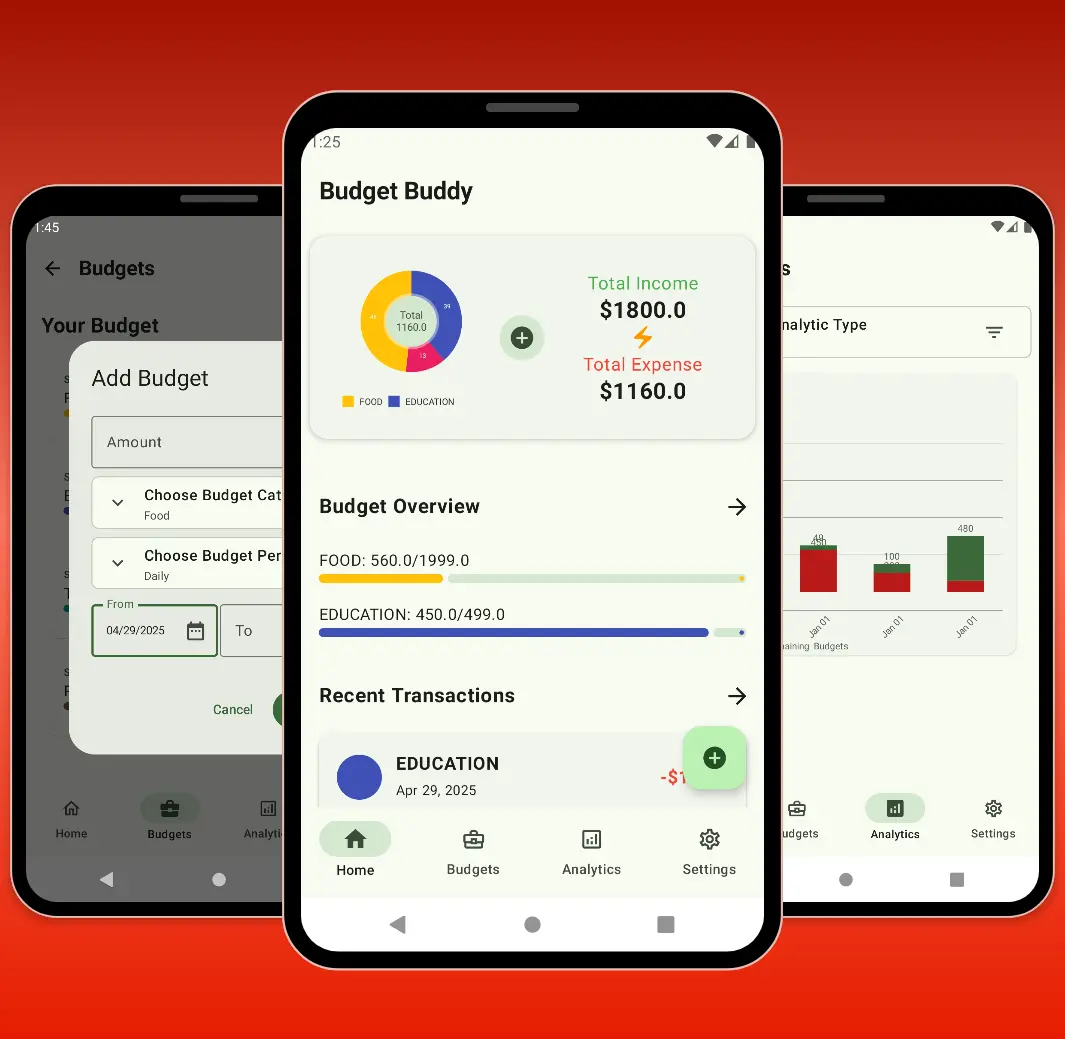 1:45
Budgets
Your Budget
Add Budget
Amount
Choose Budget Cat
Food
Choose Budget Per
Daily
From
04/29/2025
To
Cancel
Home
Budgets
Analyti
1:25
Budget Buddy
Total
1160.0
39
13
FOOD
EDUCATION
Total Income
$1800.0
Total Expense
$1160.0
Budget Overview
FOOD: 560.0/1999.0
EDUCATION: 450.0/499.0
Recent Transactions
EDUCATION
Apr 29, 2025
-$1
Home
Budgets
Analytics
Settings
s
nalytic Type
49
450
100
480
Jan 01
Jan 01
Jan 01
aining Budgets
udgets
Analytics
Settings